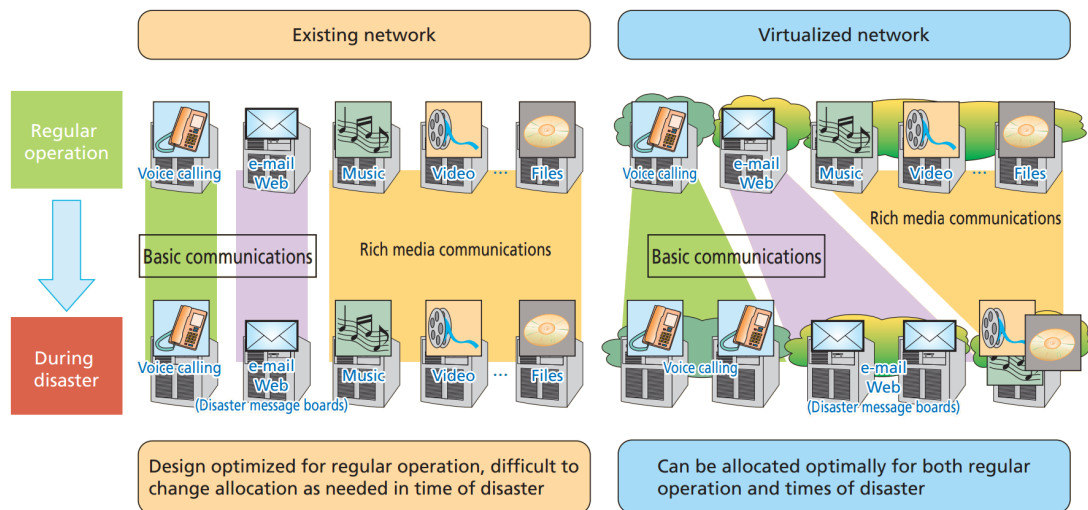 Existing network
Virtualized network
Regular
operation
Voice calling
e-mail
Web
Music
Video
...
Files
Voice calling
e-mail
Web
Music
Video
...
Files
Basic communications
Rich media communications
Basic communications
Rich media communications
During
disaster
Voice calling
e-mail
Web
(Disaster message boards)
Music
Video
...
Files
Voice calling
e-mail
Web
(Disaster message boards)
Design optimized for regular operation, difficult to
change allocation as needed in time of disaster
Can be allocated optimally for both regular
operation and times of disaster